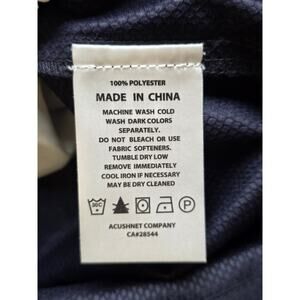 100% POLYESTER
MADE IN CHINA
MACHINE WASH COLD
WASH DARK COLORS
SEPARATELY.
DO NOT BLEACH OR USE
FABRIC SOFTENERS.
TUMBLE DRY LOW
REMOVE IMMEDIATELY
COOL IRON IF NECESSARY
MAY BE DRY CLEANED
30C P
ACUSHNET COMPANY
CA#28544